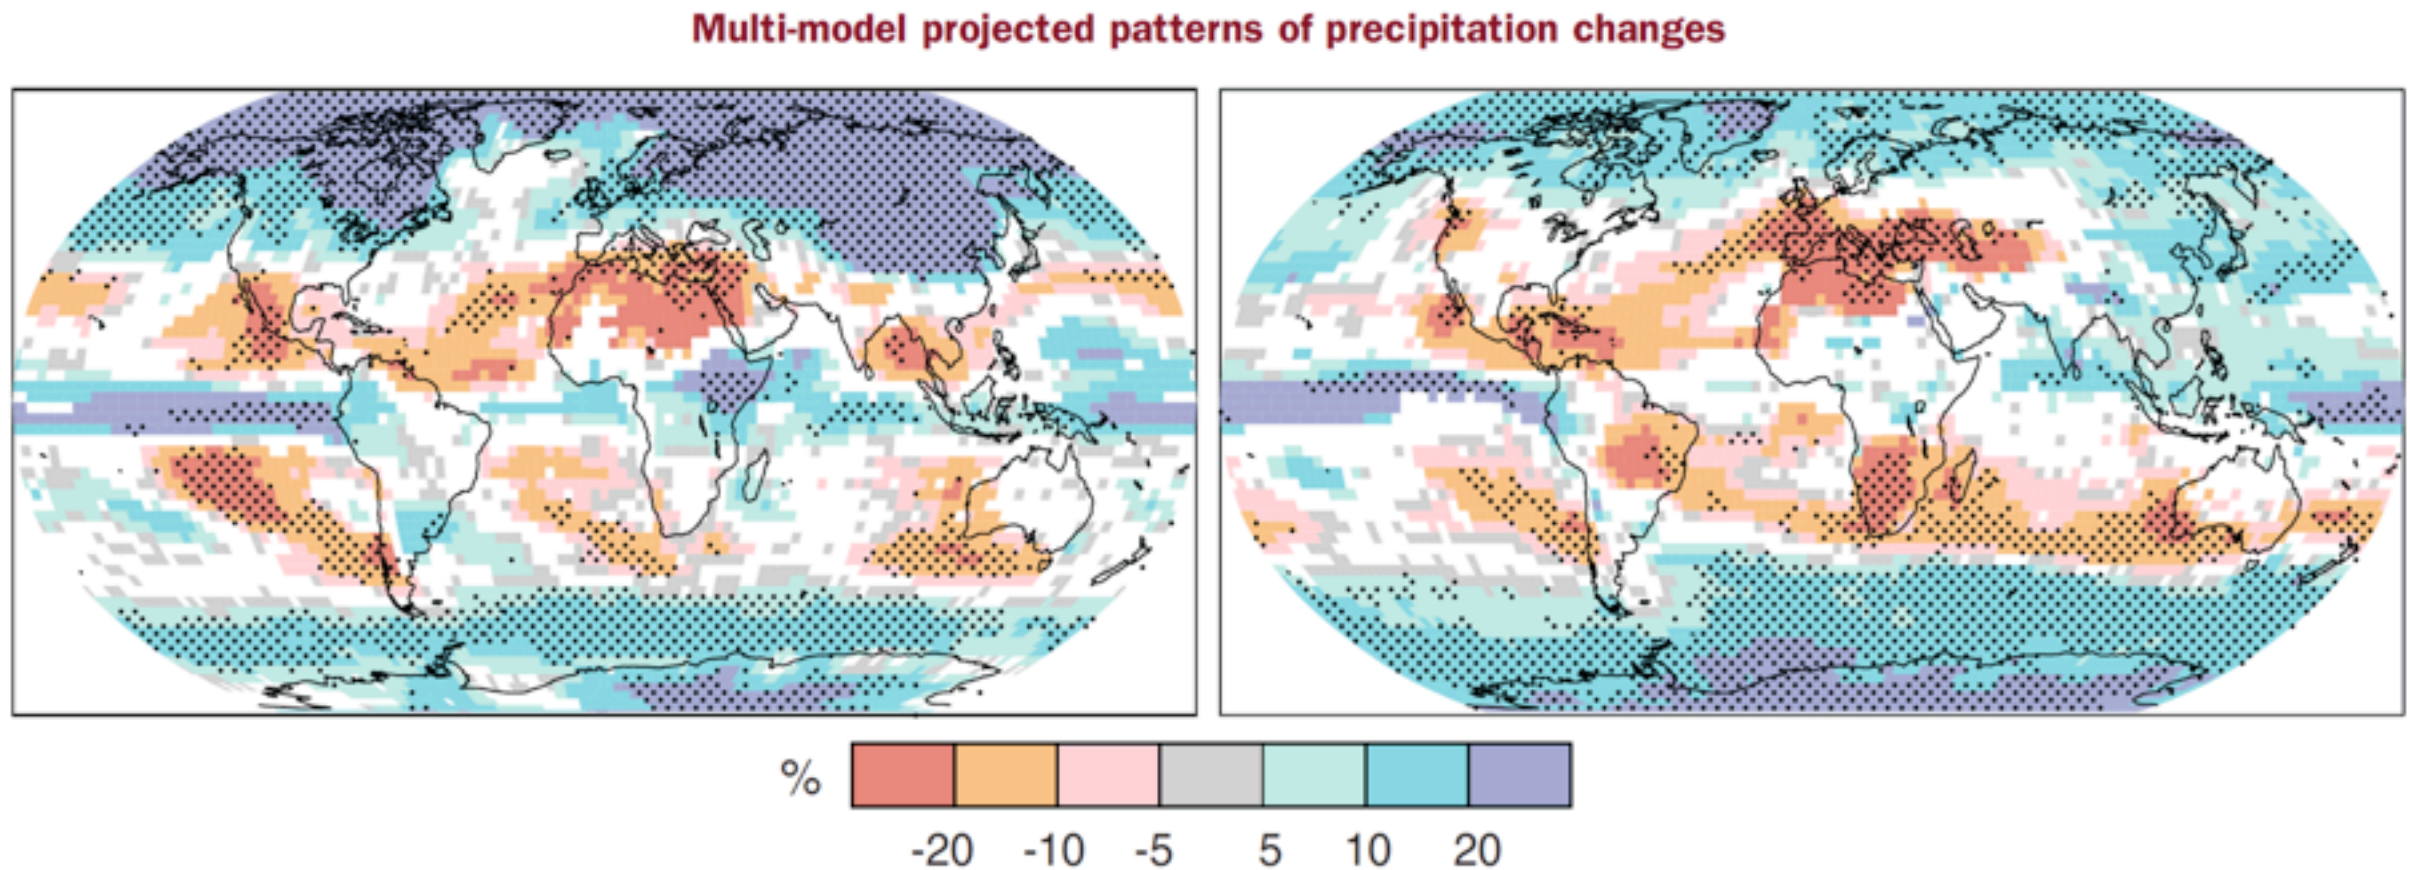 Multi-model projected patterns of precipitation changes
%
-20 -10 -5 5 10 20